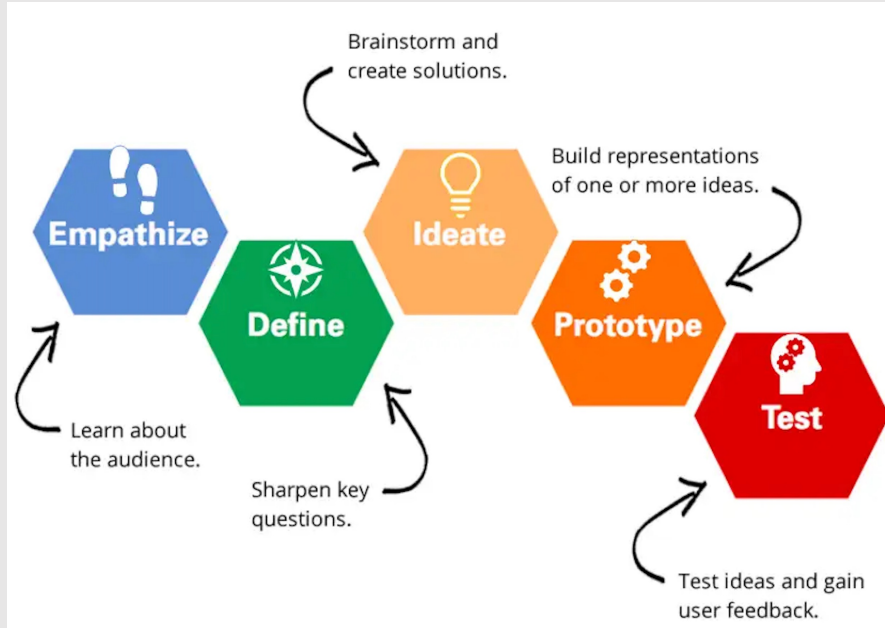 Brainstorm and
create solutions.
Build representations
of one or more ideas.
Empathize
Ideate
Define
Prototype
Test
Learn about
the audience.
Sharpen key
questions.
Test ideas and gain
user feedback.